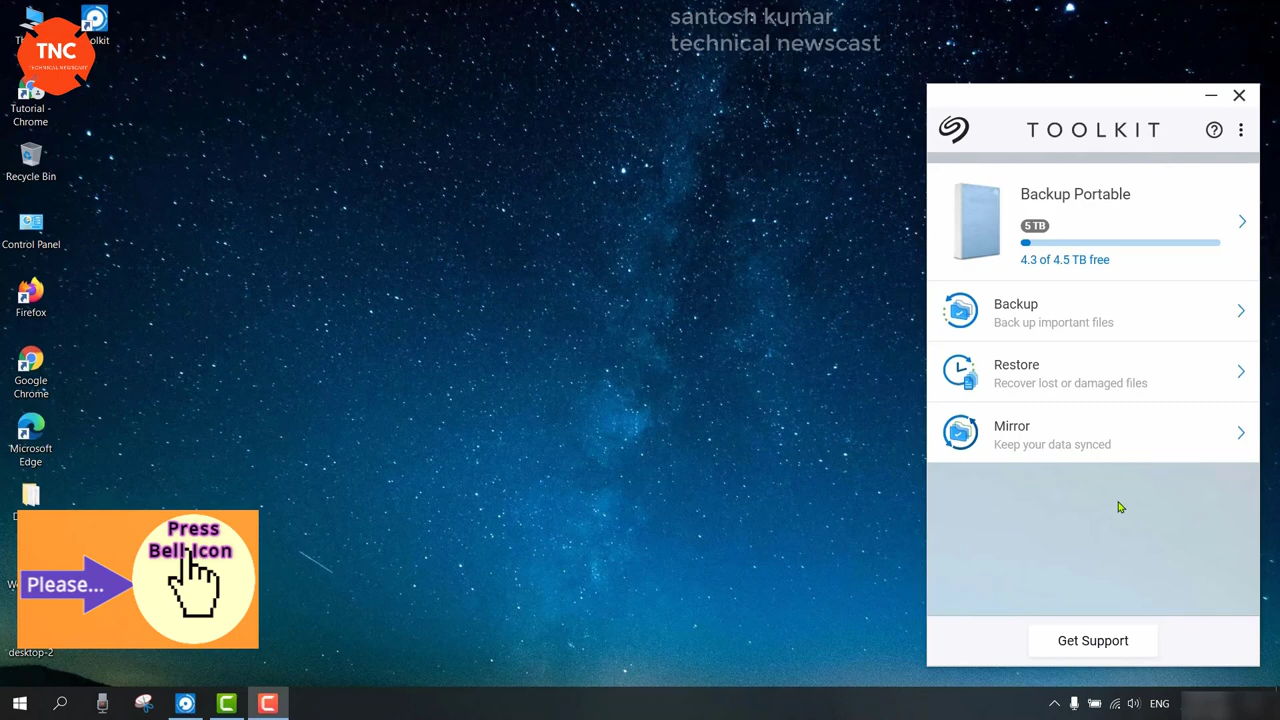 santosh kumar
technical newscast
TNC
TECHNICAL NEWSCAST
Tutorial -
Chrome
Recycle Bin
Control Panel
Firefox
Google
Chrome
Microsoft
Edge
desktop-2
Press
Bell Icon
Please...
TOOLKIT
Backup Portable
5 TB
4.3 of 4.5 TB free
Backup
Back up important files
Restore
Recover lost or damaged files
Mirror
Keep your data synced
Get Support
ENG